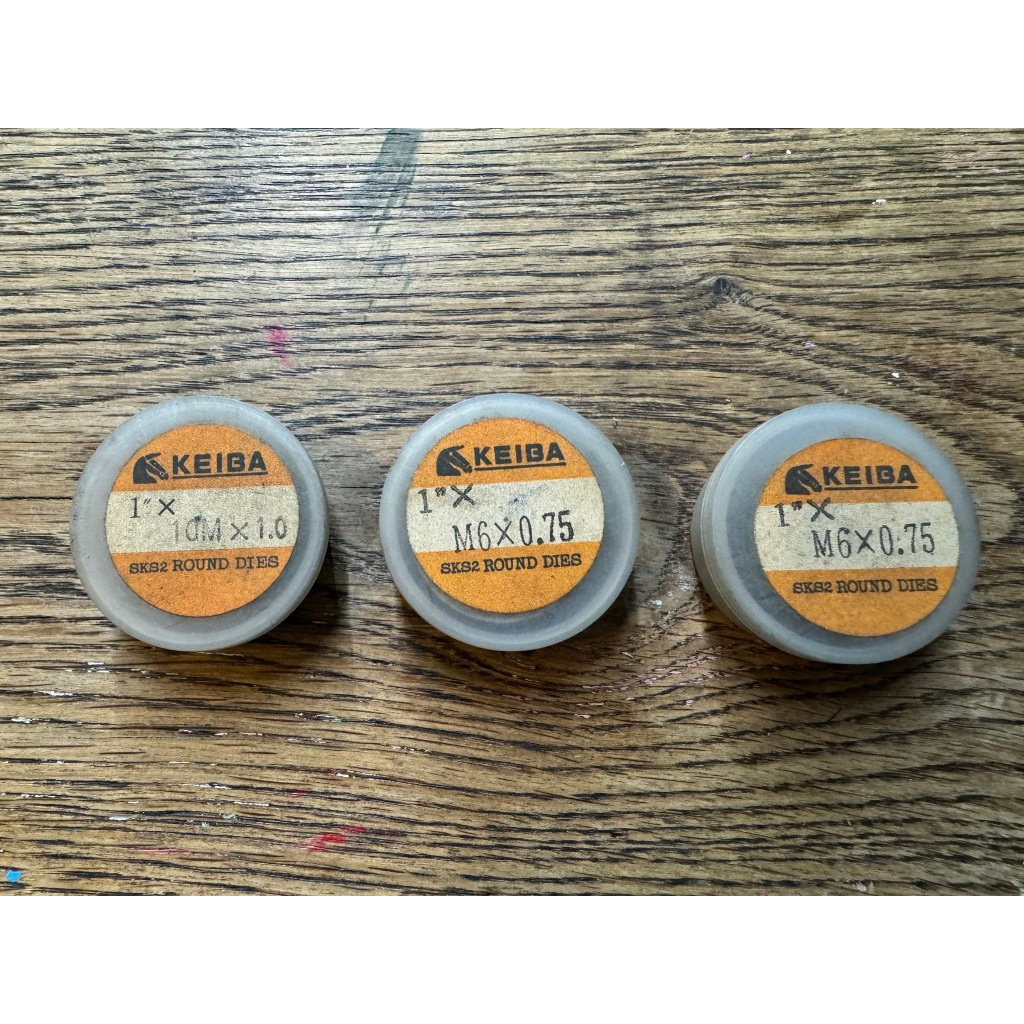 KEIBA
1" ×
10M × 1.0
SKS2 ROUND DIES
KEIBA
1" ×
M6×0.75
SKS2 ROUND DIES
KEIBA
1" ×
M6×0.75
SKS2 ROUND DIES